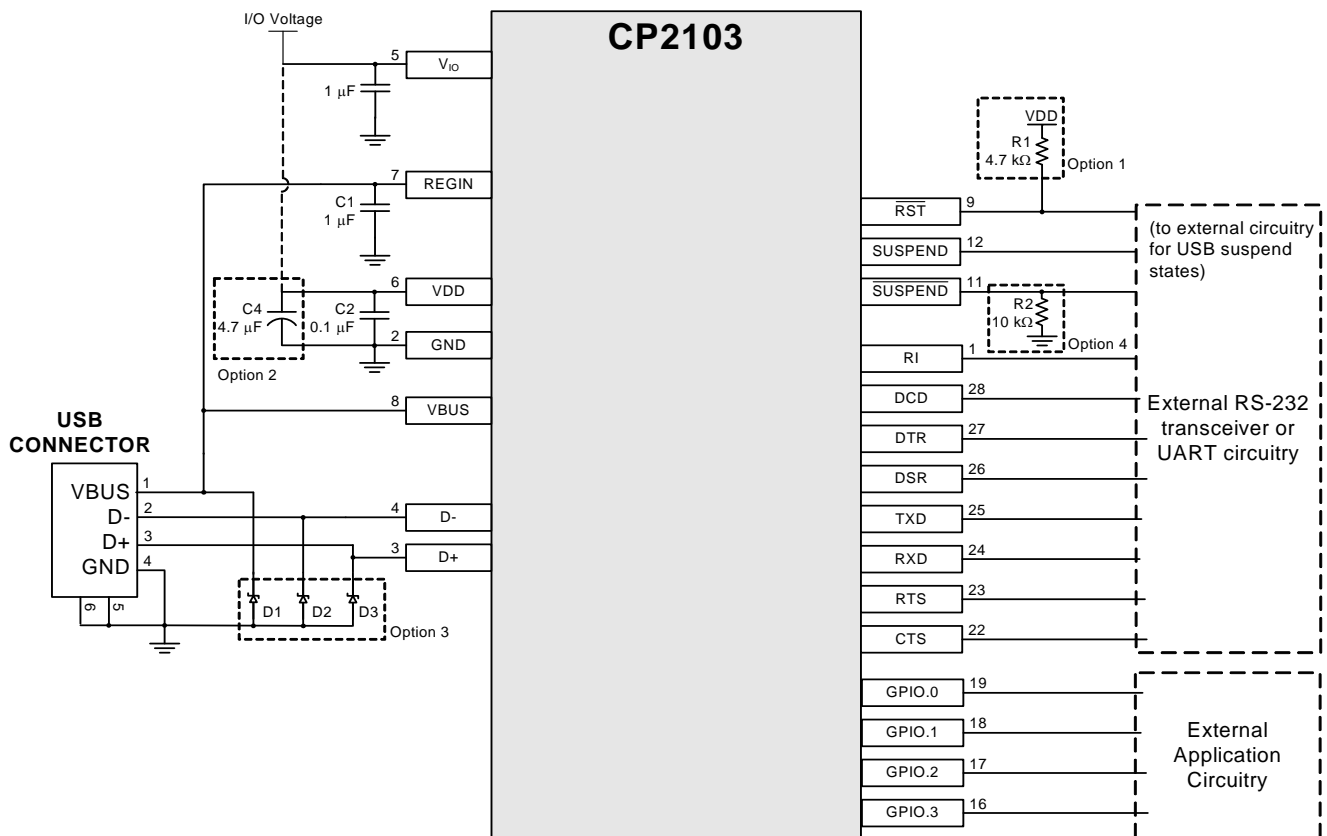 I/O Voltage
CP2103
5
VIO
1 μF
7
REGIN
C1
1 μF
6
VDD
C4
4.7 μF
C2
0.1 μF
2
GND
Option 2
8
VBUS
USB
CONNECTOR
VBUS
1
D-
2
D+
3
GND
4
6
5
4
D-
3
D+
D1
D2
D3
Option 3
VDD
R1
4.7 kΩ
Option 1
RST
9
SUSPEND
12
SUSPEND
11
R2
10 kΩ
Option 4
(to external circuitry
for USB suspend
states)
RI
1
DCD
28
DTR
27
DSR
26
TXD
25
RXD
24
RTS
23
CTS
22
External RS-232
transceiver or
UART circuitry
GPIO.0
19
GPIO.1
18
GPIO.2
17
GPIO.3
16
External
Application
Circuitry